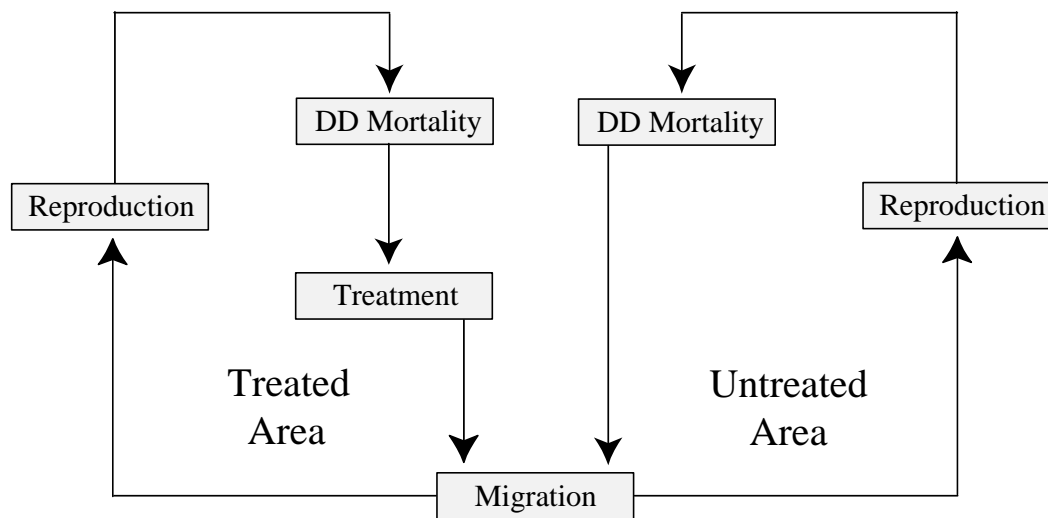 DD Mortality
DD Mortality
Reproduction
Reproduction
Treatment
Treated
Area
Untreated
Area
Migration